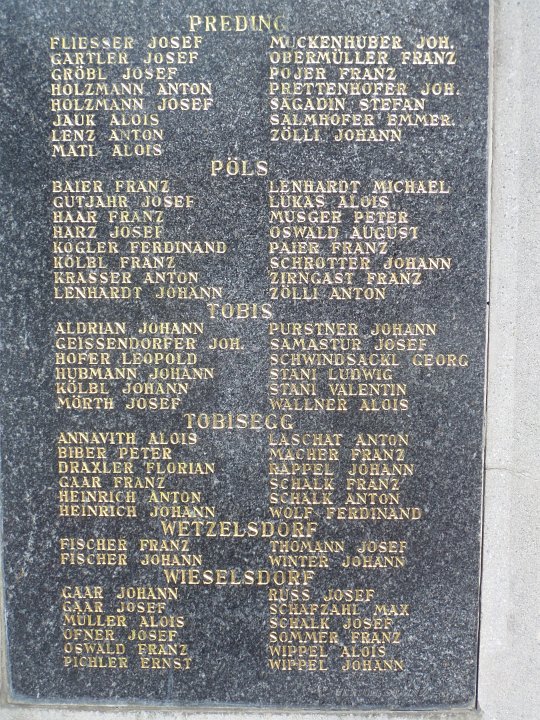 PREDING
FLIESSER JOSEF
GARTLER JOSEF
GRÖBL JOSEF
HOLZMANN ANTON
HOLZMANN JOSEF
JAUK ALOIS
LENZ ANTON
MATL ALOIS
MUCKENHUBER JOH.
OBERMÜLLER FRANZ
POJER FRANZ
PRETTENHOFER JOH.
SAGADIN STEFAN
SALMHOFER EMMER.
ZÖLLI JOHANN
PÖLS
BAIER FRANZ
GUTJAHR JOSEF
HAAR FRANZ
HARZ JOSEF
KOGLER FERDINAND
KÖLBL FRANZ
KRASSER ANTON
LENHARDT JOHANN
LENHARDT MICHAEL
LUKAS ALOIS
MUSGER PETER
OSWALD AUGUST
PAIER FRANZ
SCHROTTER JOHANN
ZIRNGAST FRANZ
ZÖLLI ANTON
TOBIS
ALDRIAN JOHANN
GEISSENDORFER JOH.
HOFER LEOPOLD
HUBMANN JOHANN
KÖLBL JOHANN
MÖRTH JOSEF
PURSTNER JOHANN
SAMASTUR JOSEF
SCHWINDSACKL GEORG
STANI LUDWIG
STANI VALENTIN
WALLNER ALOIS
TOBISEGG
ANNAVITH ALOIS
BIBER PETER
DRAXLER FLORIAN
GAAR FRANZ
HEINRICH ANTON
HEINRICH JOHANN
LASCHAT ANTON
MACHER FRANZ
RAPPEL JOHANN
SCHALK FRANZ
SCHALK ANTON
WOLF FERDINAND
WETZELSDORF
FISCHER FRANZ
FISCHER JOHANN
THOMANN JOSEF
WINTER JOHANN
WIESELSDORF
GAAR JOHANN
GAAR JOSEF
MÜLLER ALOIS
OFNER JOSEF
OSWALD FRANZ
PICHLER ERNST
RUSS JOSEF
SCHAFZAHL MAX
SCHALK JOSEF
SOMMER FRANZ
WIPPEL ALOIS
WIPPEL JOHANN